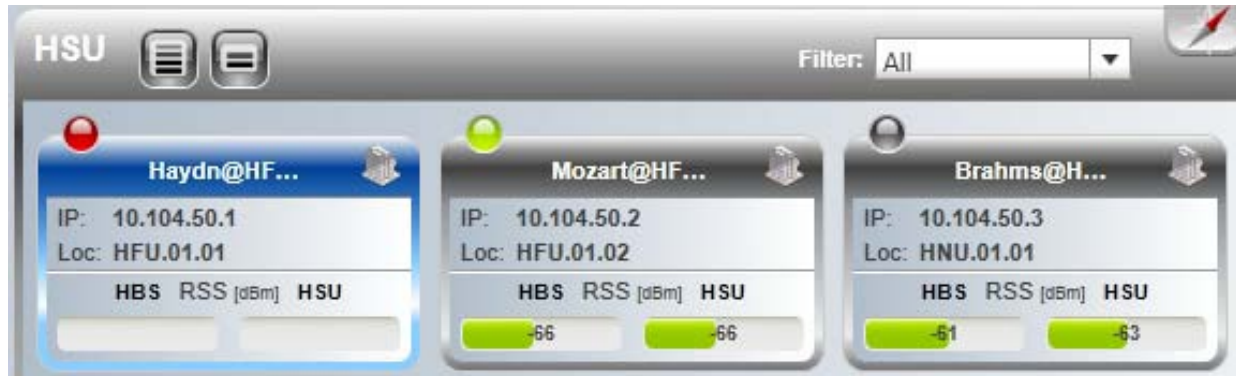 HSU
Filter: All
Haydn@HF...
IP: 10.104.50.1
Loc: HFU.01.01
HBS RSS [dBm] HSU
Mozart@HF...
IP: 10.104.50.2
Loc: HFU.01.02
HBS RSS [dBm] HSU
-66 -66
Brahms@H...
IP: 10.104.50.3
Loc: HNU.01.01
HBS RSS [dBm] HSU
-61 -63